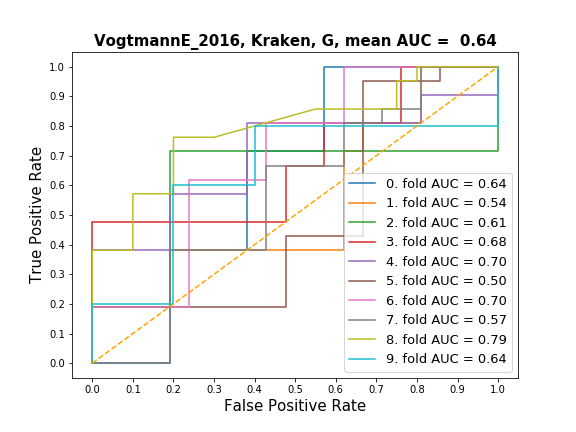 VogtmannE_2016, Kraken, G, mean AUC =  0.64
True Positive Rate
1.0
0.9
0.8
0.7
0.6
0.5
0.4
0.3
0.2
0.1
0.0
0. fold AUC = 0.64
1. fold AUC = 0.54
2. fold AUC = 0.61
3. fold AUC = 0.68
4. fold AUC = 0.70
5. fold AUC = 0.50
6. fold AUC = 0.70
7. fold AUC = 0.57
8. fold AUC = 0.79
9. fold AUC = 0.64
0.0 0.1 0.2 0.3 0.4 0.5 0.6 0.7 0.8 0.9 1.0
False Positive Rate